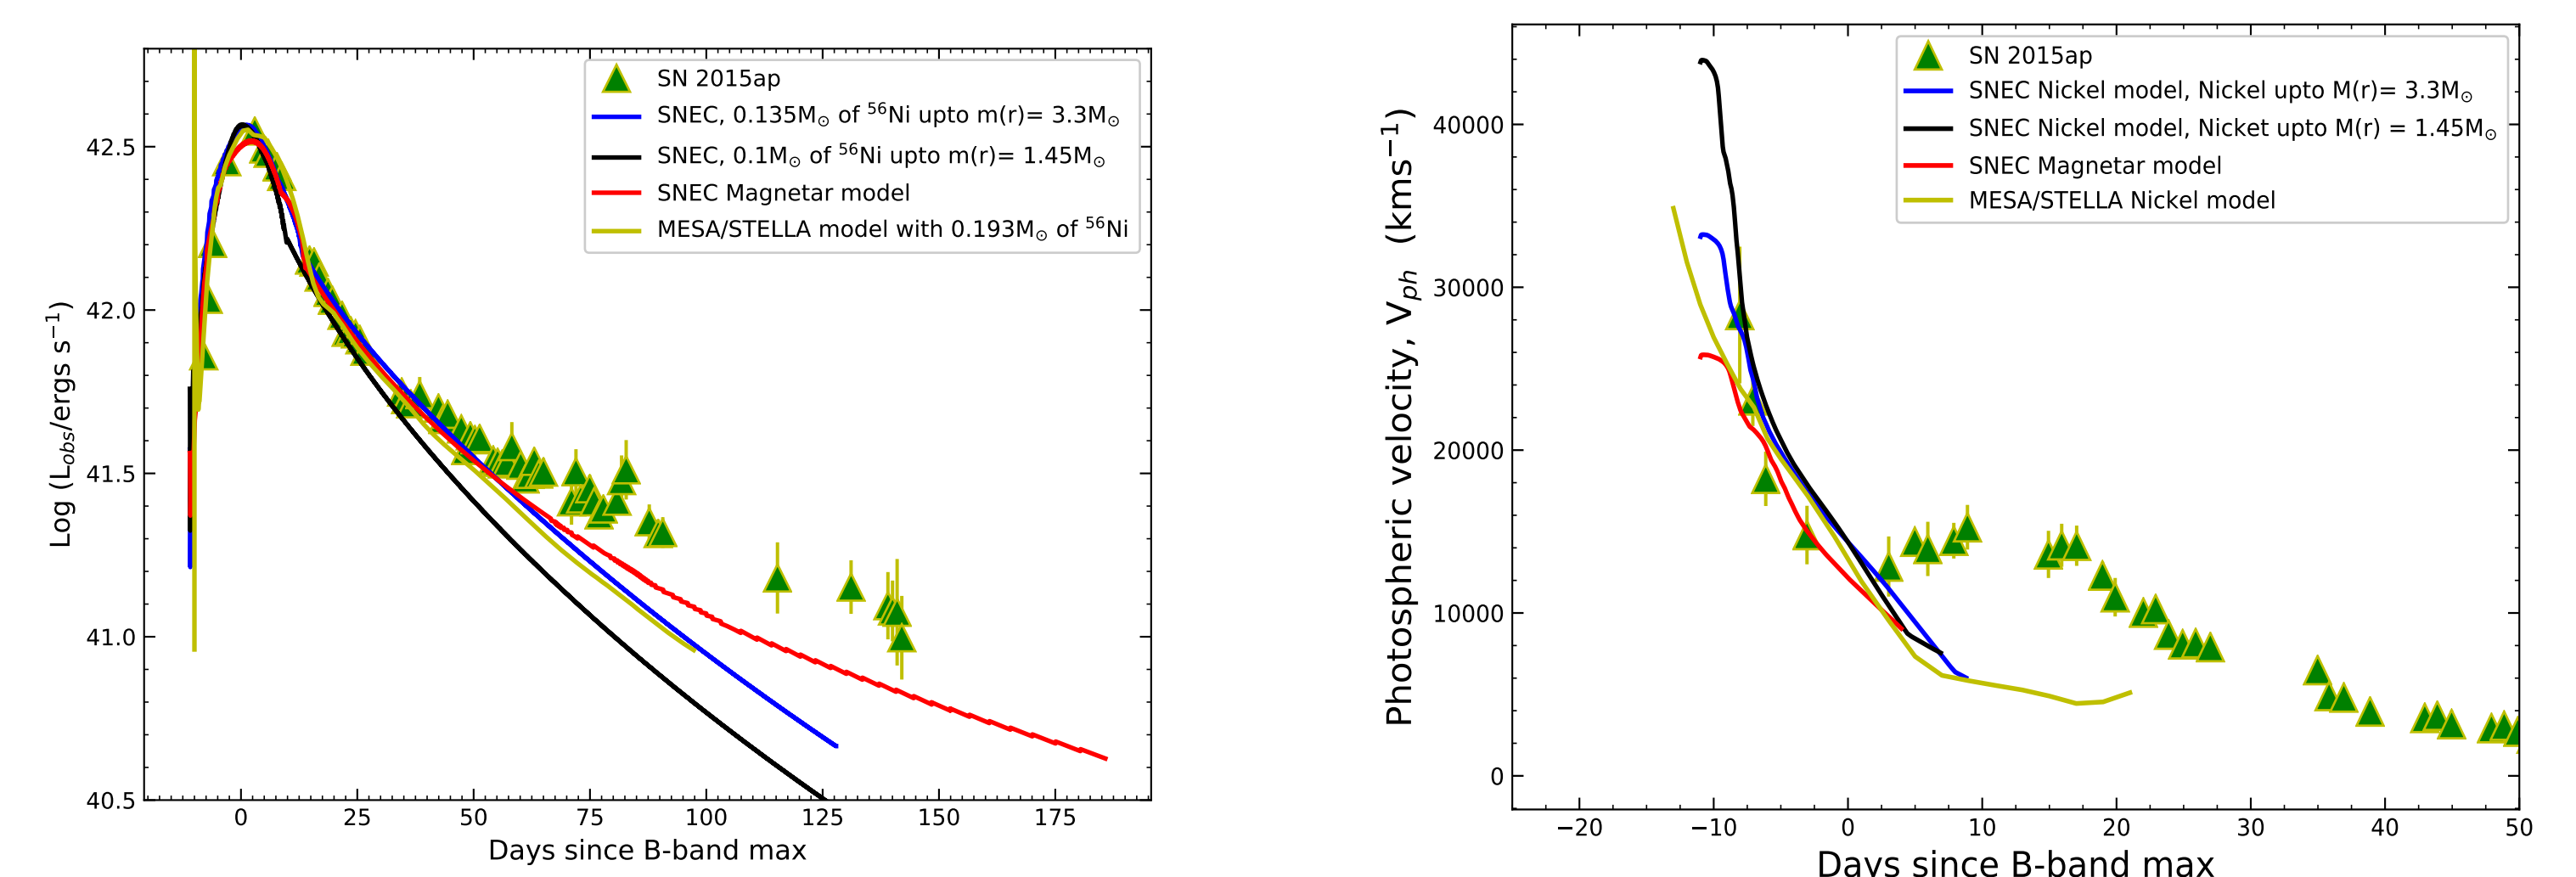 SN 2015ap
SNEC, 0.135M⊙ of ⁵⁶Ni upto m(r)= 3.3M⊙
SNEC, 0.1M⊙ of ⁵⁶Ni upto m(r)= 1.45M⊙
SNEC Magnetar model
MESA/STELLA model with 0.193M⊙ of ⁵⁶Ni
Log (L_obs/ergs s⁻¹)
42.5
42.0
41.5
41.0
40.5
0 25 50 75 100 125 150 175
Days since B-band max
SN 2015ap
SNEC Nickel model, Nickel upto M(r)= 3.3M⊙
SNEC Nickel model, Nicket upto M(r) = 1.45M⊙
SNEC Magnetar model
MESA/STELLA Nickel model
Photospheric velocity, V_ph (kms⁻¹)
40000
30000
20000
10000
0
−20 −10 0 10 20 30 40 50
Days since B-band max